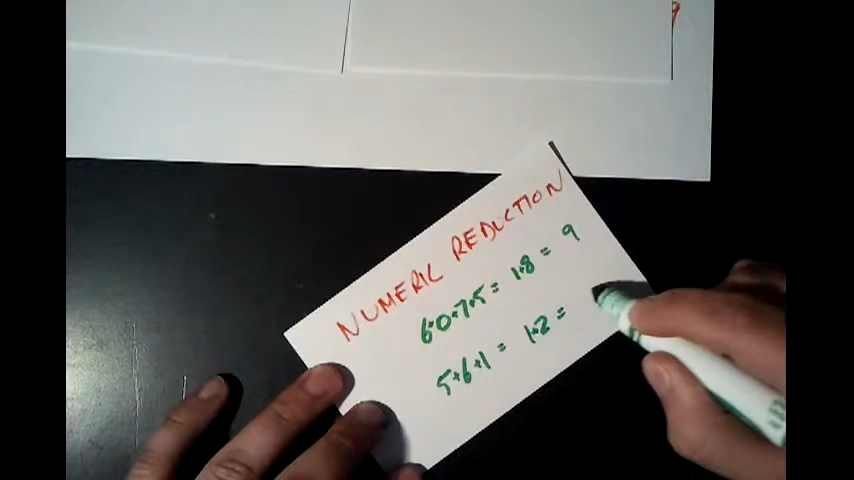 NUMERIC REDUCTION
6+0+7+5 = 1+8 = 9
5+6+1 = 1+2 =